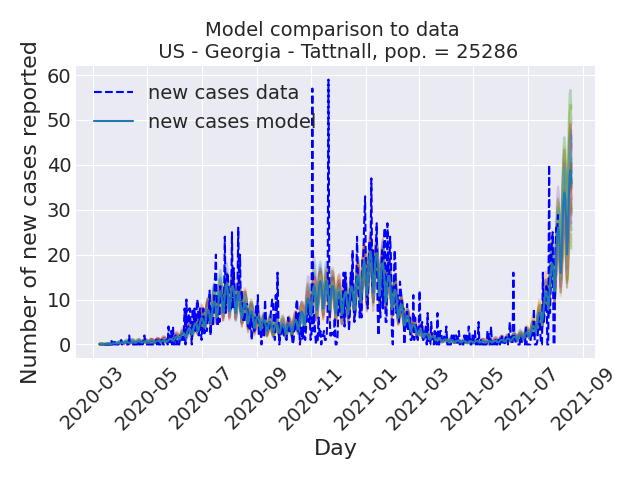 Model comparison to data
US - Georgia - Tattnall, pop. = 25286
Number of new cases reported
60
50
40
30
20
10
0
new cases data
new cases model
2020-03
2020-05
2020-07
2020-09
2020-11
2021-01
2021-03
2021-05
2021-07
2021-09
Day